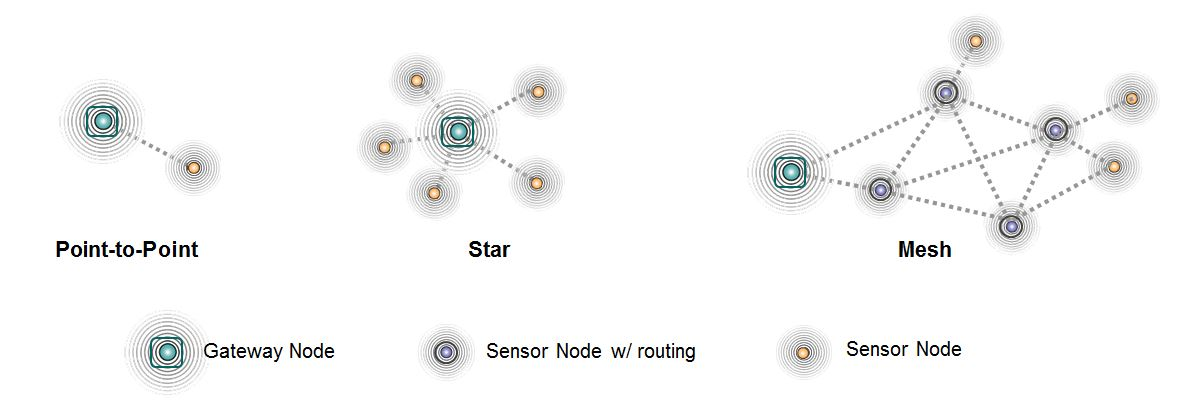 Point-to-Point
Star
Mesh
Gateway Node
Sensor Node w/ routing
Sensor Node